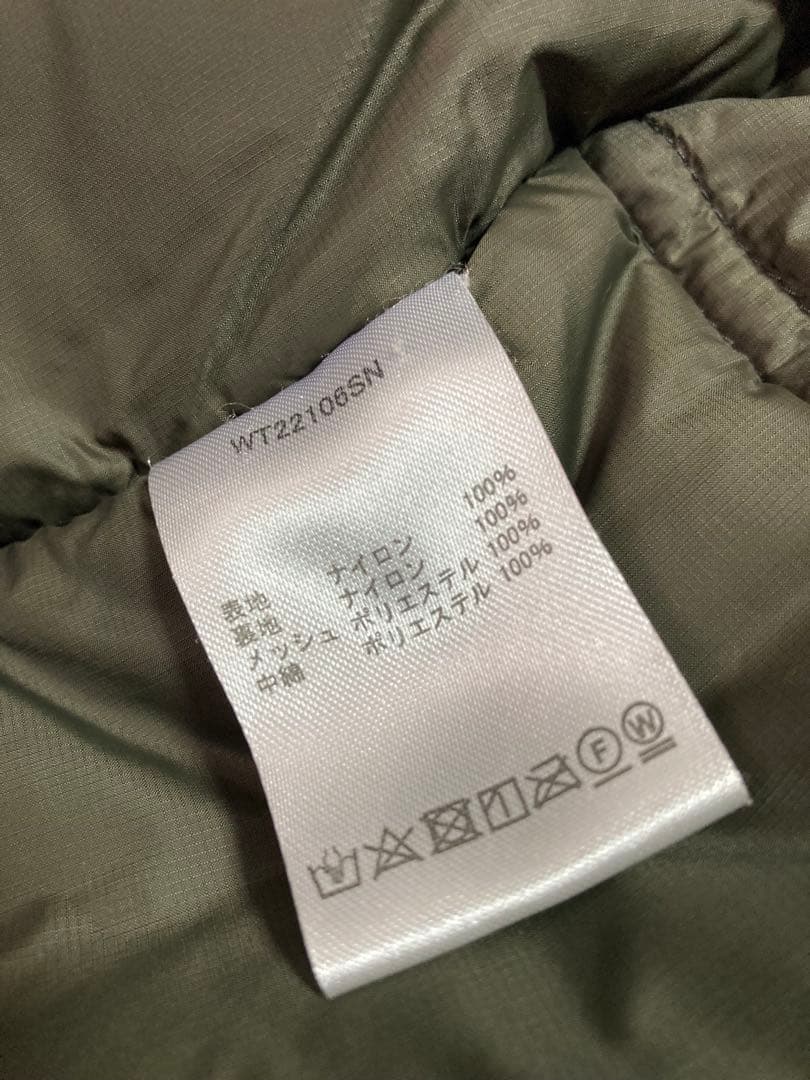 WT22106SN
表地 ナイロン 100%
裏地 ナイロン 100%
メッシュ ポリエステル 100%
中綿 ポリエステル 100%
F W